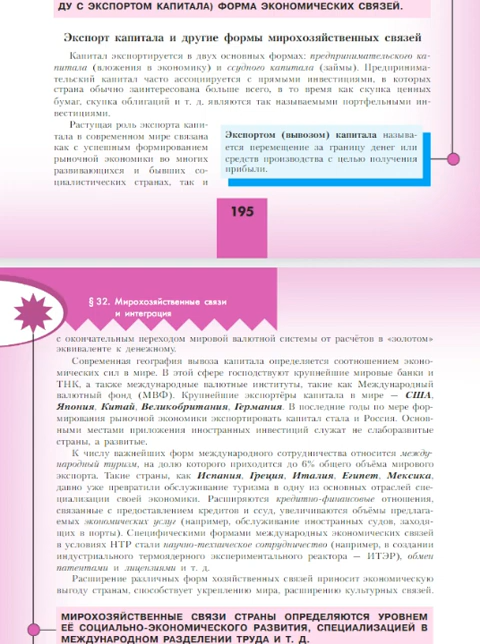 ДУ С ЭКСПОРТОМ КАПИТАЛА) ФОРМА ЭКОНОМИЧЕСКИХ СВЯЗЕЙ.
Экспорт капитала и другие формы мирохозяйственных связей
Капитал экспортируется в двух основных формах: предпринимательского ка-
питала (вложения в экономику) и ссудного капитала (займы). Предпринима-
тельский капитал часто ассоциируется с прямыми инвестициями, в которых
страна обычно заинтересована больше всего, в то время как скупка ценных
бумаг, скупка облигаций и т. д. являются так называемыми портфельными ин-
вестициями.
Растущая роль экспорта капи-
тала в современном мире связана
как с успешным формированием
рыночной экономики во многих
развивающихся и бывших со-
циалистических странах, так и
Экспортом (вывозом) капитала называ-
ется перемещение за границу денег или
средств производства с целью получения
прибыли.
195
§ 32. Мирохозяйственные связи
и интеграция
с окончательным переходом мировой валютной системы от расчётов в «золотом»
эквиваленте к денежному.
Современная география вывоза капитала определяется соотношением эконо-
мических сил в мире. В этой сфере господствуют крупнейшие мировые банки и
ТНК, а также международные валютные институты, такие как Международный
валютный фонд (МВФ). Крупнейшие экспортёры капитала в мире — США,
Япония, Китай, Великобритания, Германия. В последние годы по мере фор-
мирования рыночной экономики экспортировать капитал стала и Россия. Основ-
ными местами приложения иностранных инвестиций служат не слаборазвитые
страны, а развитые.
К числу важнейших форм международного сотрудничества относится между-
народный туризм, на долю которого приходится до 6% общего объёма мирового
экспорта. Такие страны, как Испания, Греция, Италия, Египет, Мексика,
давно уже превратили обслуживание туризма в одну из основных отраслей спе-
циализации своей экономики. Расширяются кредитно-финансовые отношения,
связанные с предоставлением кредитов и ссуд, увеличиваются объёмы предлага-
емых экономических услуг (например, обслуживание иностранных судов, заходя-
щих в порты). Специфическими формами международных экономических связей
в условиях НТР стали научно-техническое сотрудничество (например, в создании
индустриального термоядерного экспериментального реактора — ИТЭР), обмен
патентами и лицензиями и т. д.
Расширение различных форм хозяйственных связей приносит экономическую
выгоду странам, способствует укреплению мира, расширению культурных связей.
МИРОХОЗЯЙСТВЕННЫЕ СВЯЗИ СТРАНЫ ОПРЕДЕЛЯЮТСЯ УРОВНЕМ
ЕЁ СОЦИАЛЬНО-ЭКОНОМИЧЕСКОГО РАЗВИТИЯ, СПЕЦИАЛИЗАЦИЕЙ В
МЕЖДУНАРОДНОМ РАЗДЕЛЕНИИ ТРУДА И Т. Д.